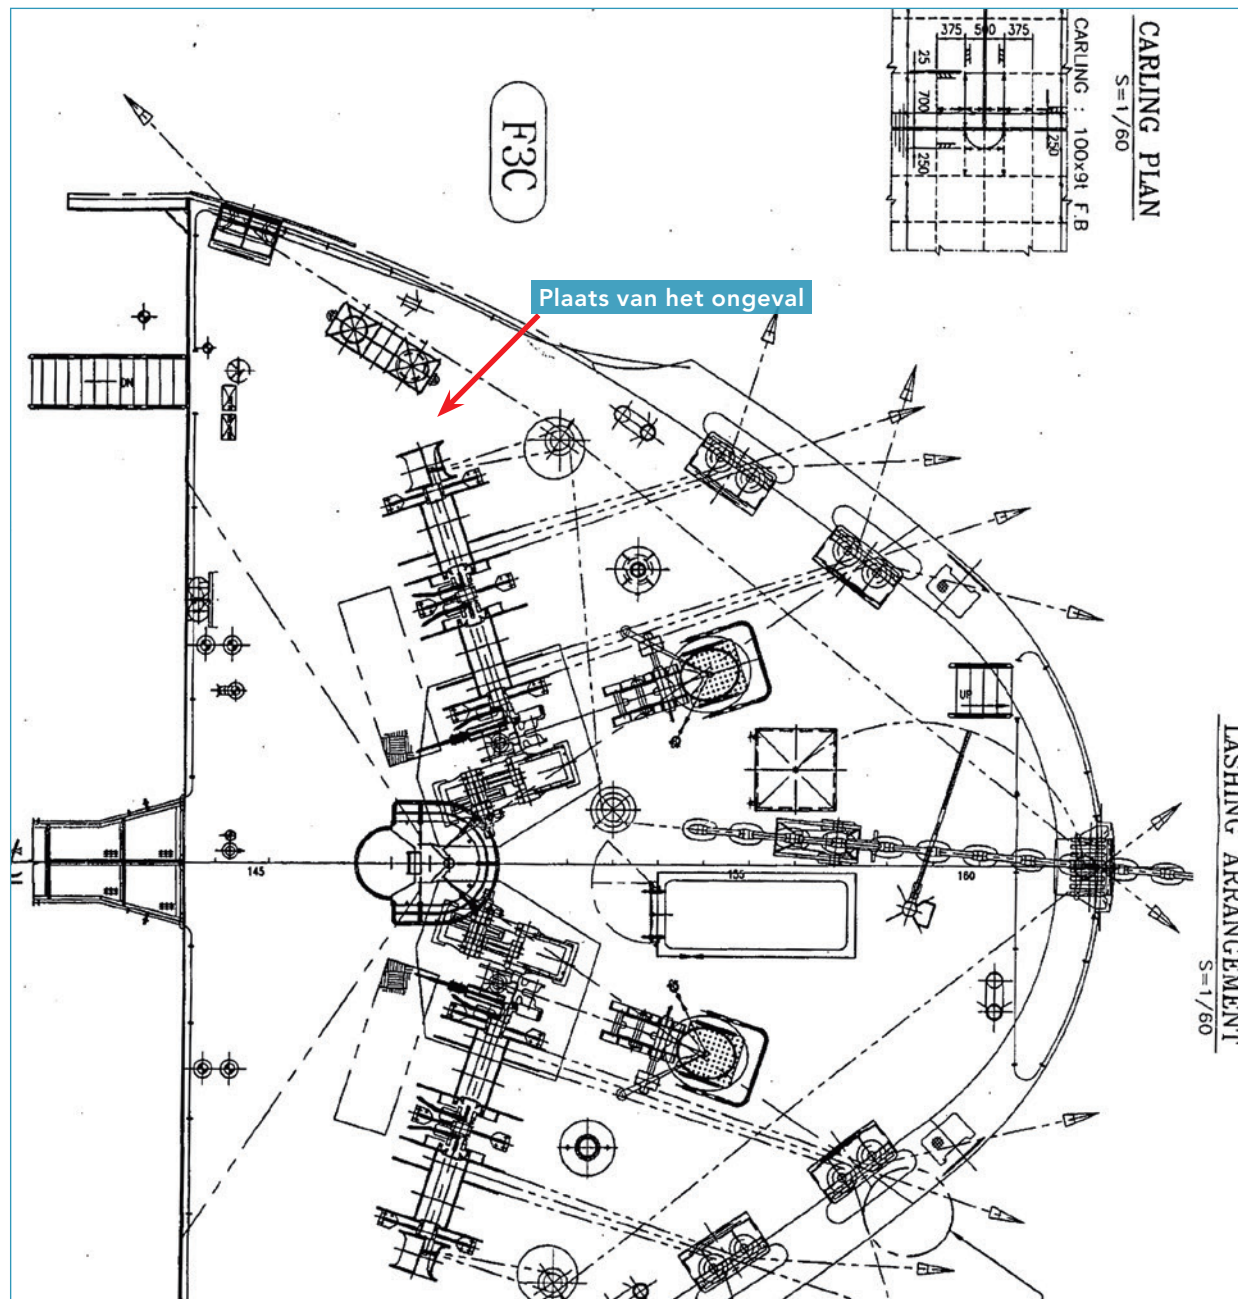 CARLING PLAN
S=1/60
CARLING : 100x9t F.B
375 500 375
25
700
250
250
F3C
Plaats van het ongeval
DN
UP
LASHING ARRANGEMENT
S=1/60
145
155
160